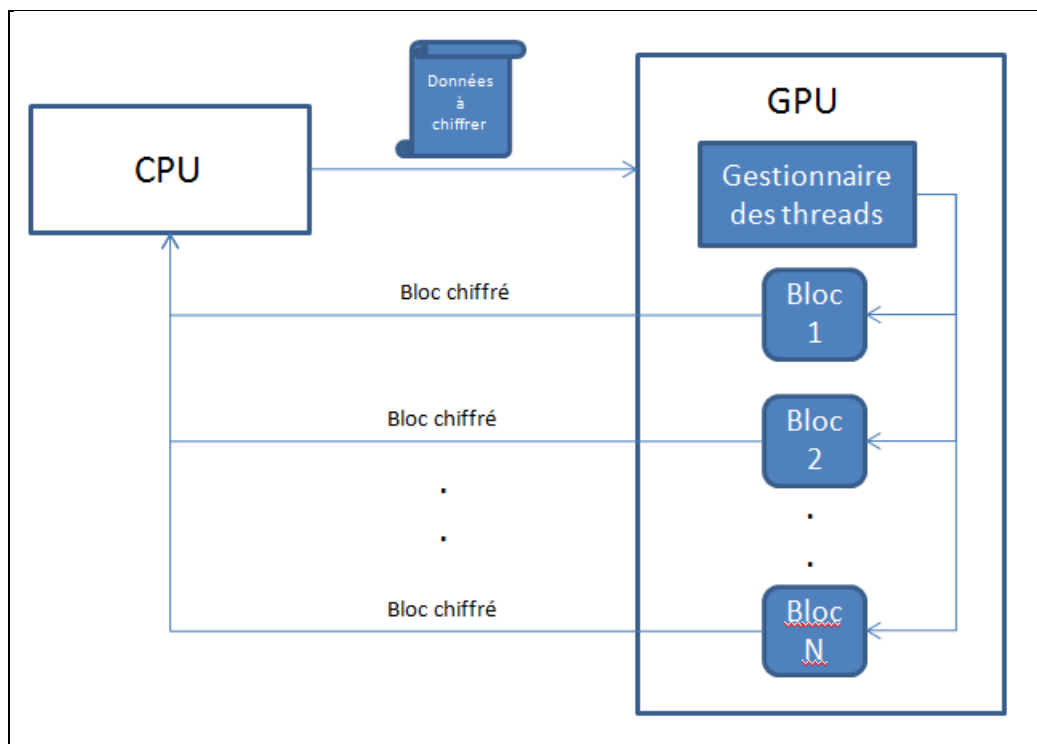 Données
à
chiffrer
CPU
GPU
Gestionnaire
des threads
Bloc chiffré
Bloc
1
Bloc chiffré
Bloc
2
.
.
.
.
Bloc chiffré
Bloc
N